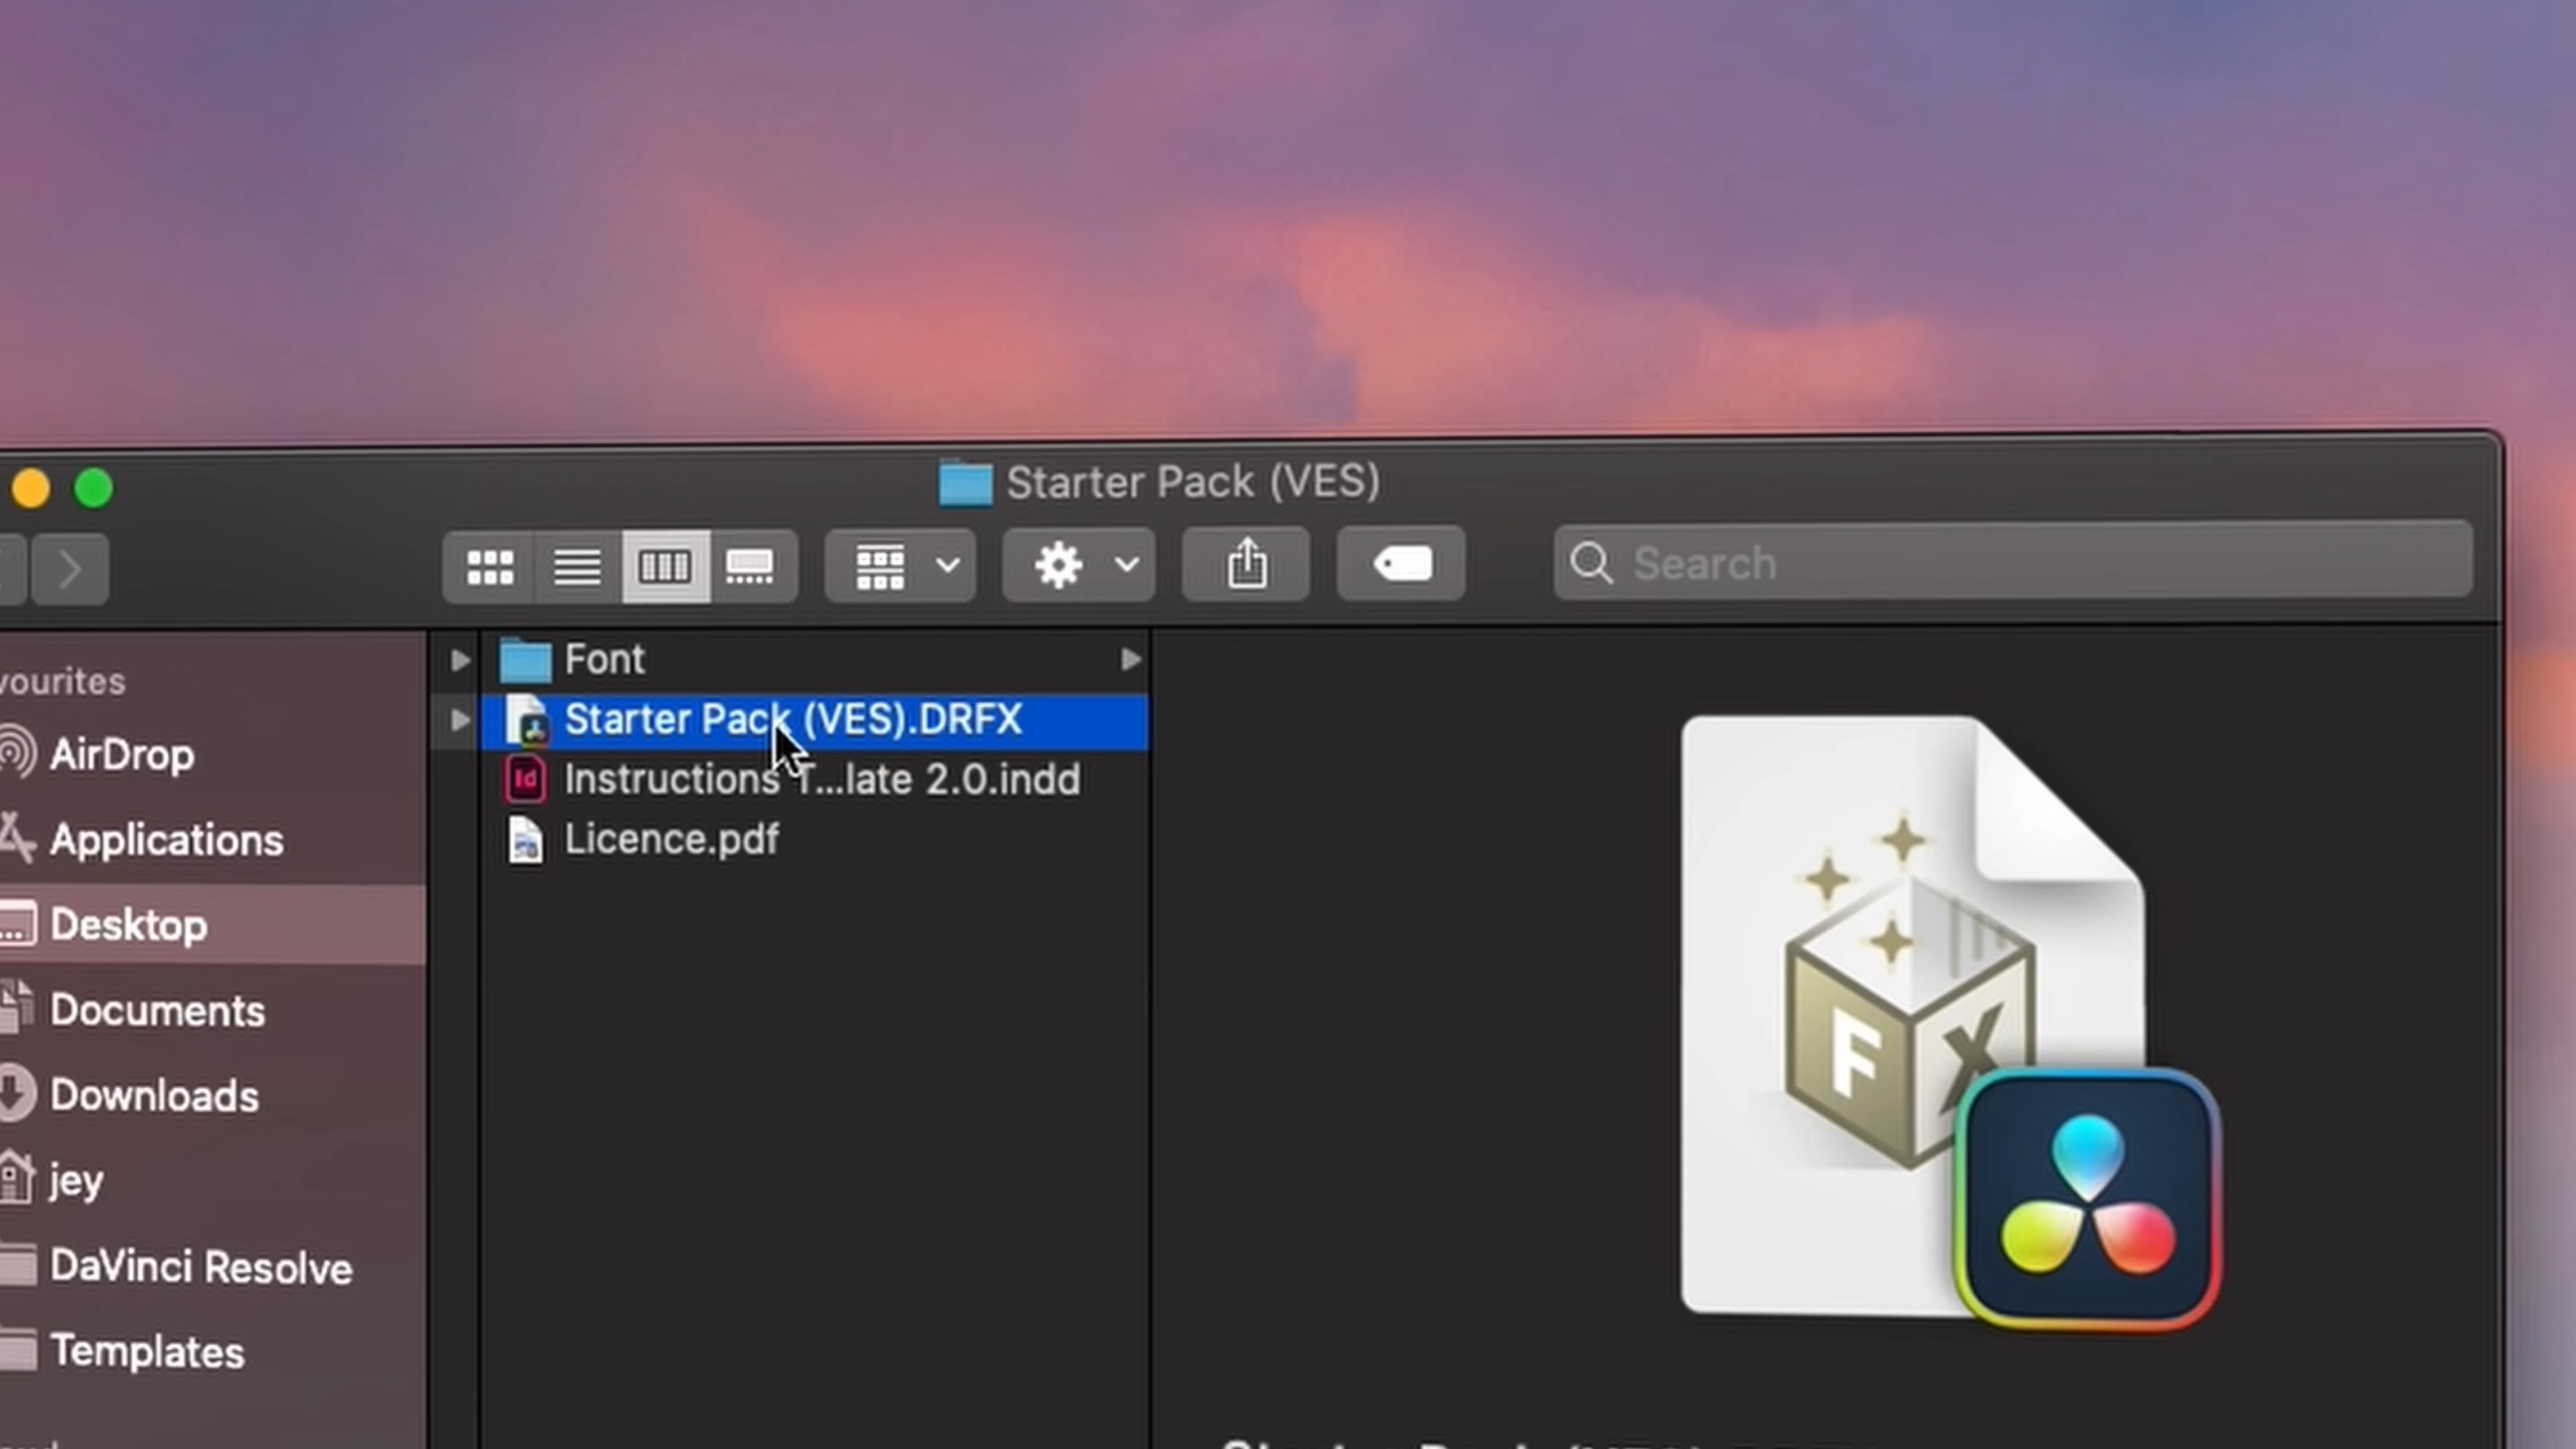 Starter Pack (VES)
Search
vourites
AirDrop
Applications
Desktop
Documents
Downloads
jey
DaVinci Resolve
Templates
Font
Starter Pack (VES).DRFX
Id
Instructions T...late 2.0.indd
Licence.pdf
F X